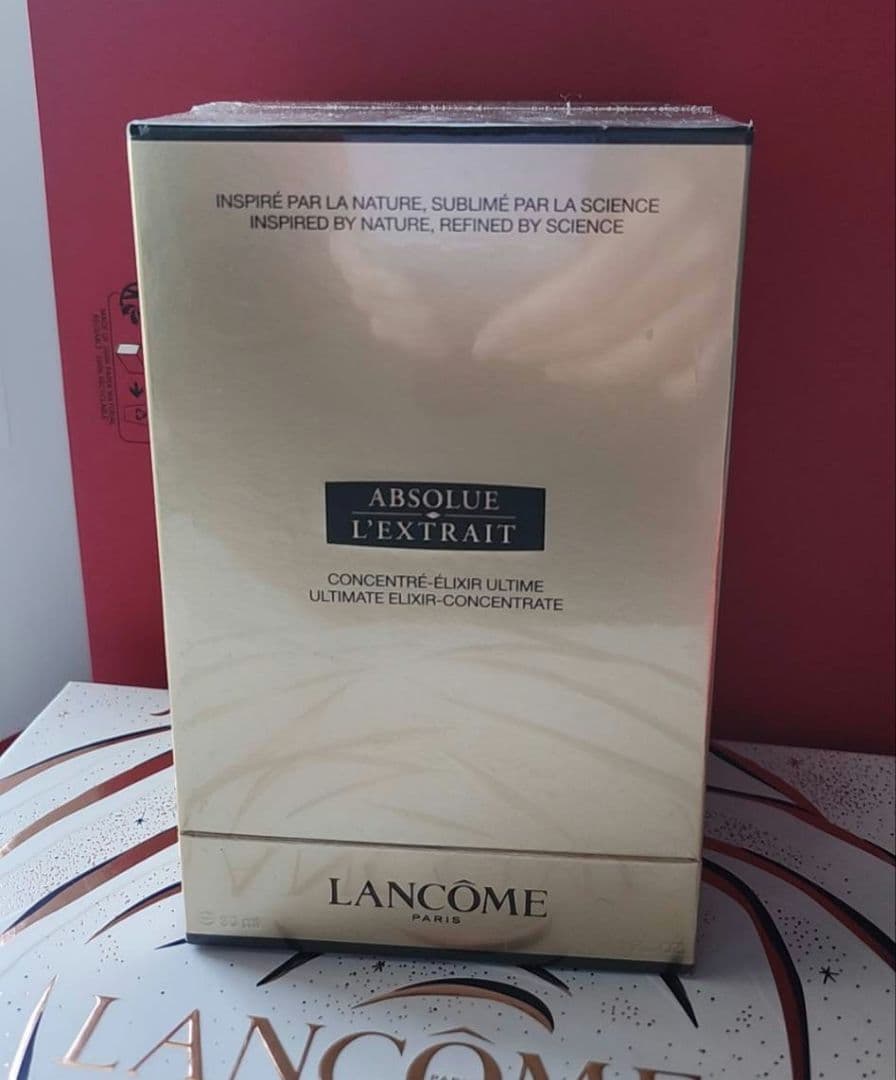 INSPIRÉ PAR LA NATURE, SUBLIMÉ PAR LA SCIENCE
INSPIRED BY NATURE, REFINED BY SCIENCE
ABSOLUE
L'EXTRAIT
CONCENTRÉ-ÉLIXIR ULTIME
ULTIMATE ELIXIR-CONCENTRATE
LANCÔME
PARIS
LANCÔME